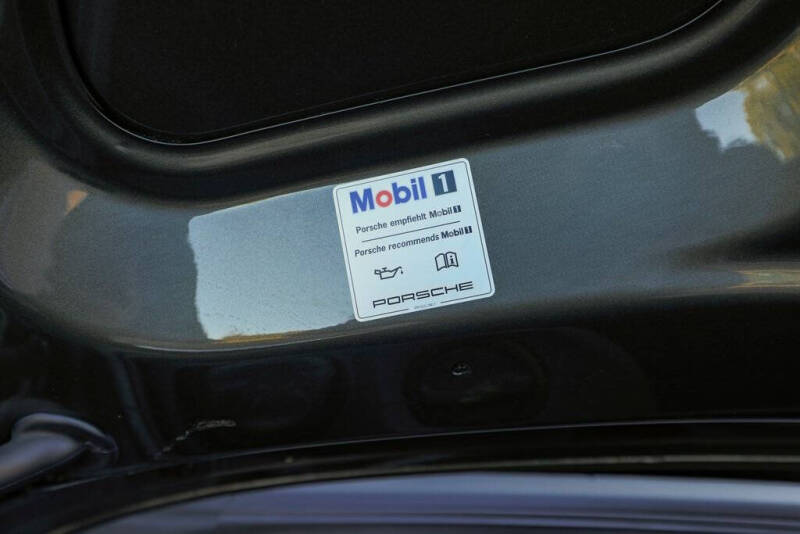 Mobil 1
Porsche empfiehlt Mobil 1
Porsche recommends Mobil 1
PORSCHE